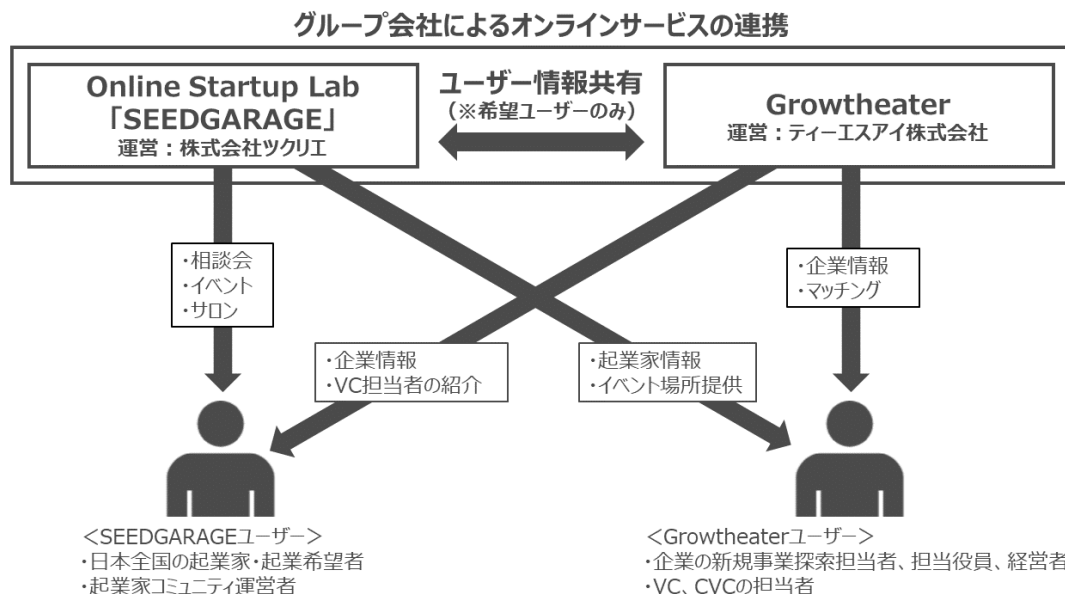 グループ会社によるオンラインサービスの連携
Online Startup Lab
「SEEDGARAGE」
運営：株式会社ツクリエ
ユーザー情報共有
（※希望ユーザーのみ）
Growtheater
運営：ティーエスアイ株式会社
・相談会
・イベント
・サロン
・企業情報
・マッチング
・企業情報
・VC担当者の紹介
・起業家情報
・イベント場所提供
＜SEEDGARAGEユーザー＞
・日本全国の起業家・起業希望者
・起業家コミュニティ運営者
＜Growtheaterユーザー＞
・企業の新規事業探索担当者、担当役員、経営者
・VC、CVCの担当者